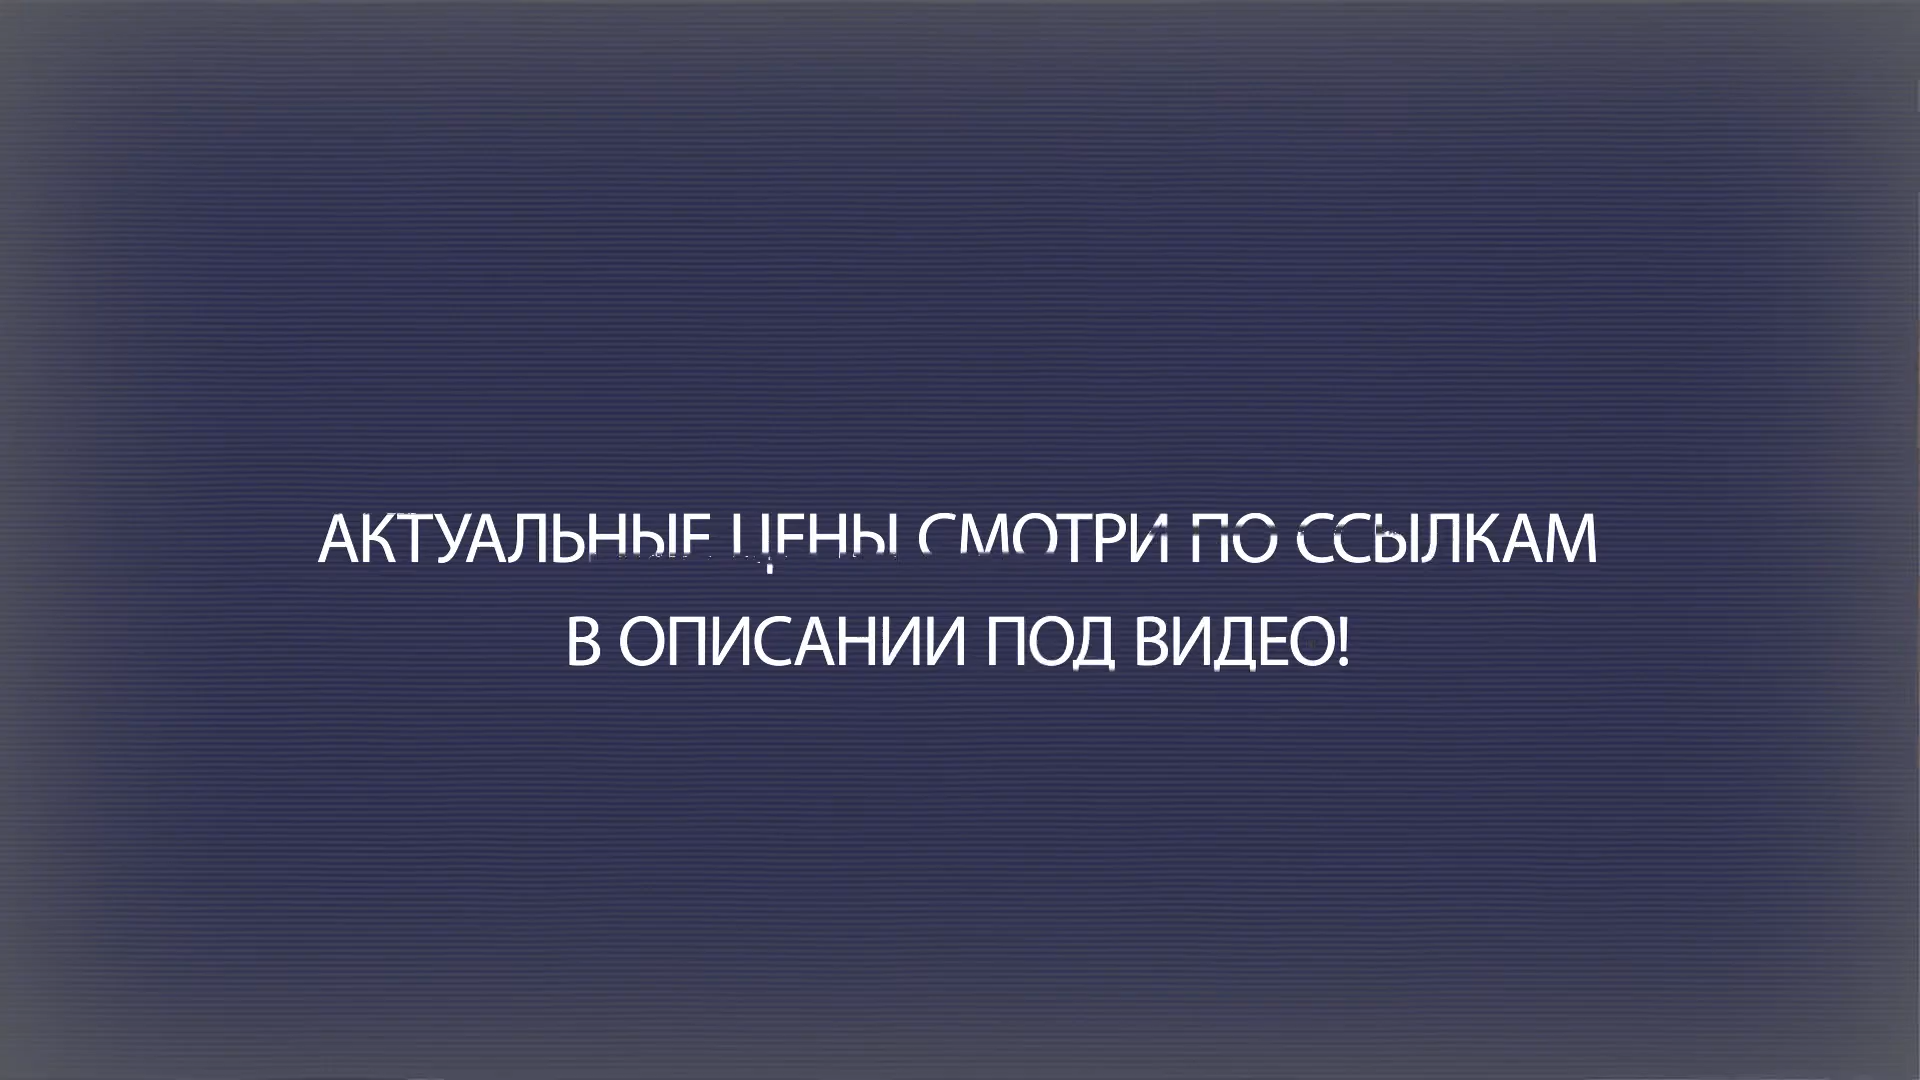 АКТУАЛЬНЫЕ ЦЕНЫ СМОТРИ ПО ССЫЛКАМ
В ОПИСАНИИ ПОД ВИДЕО!